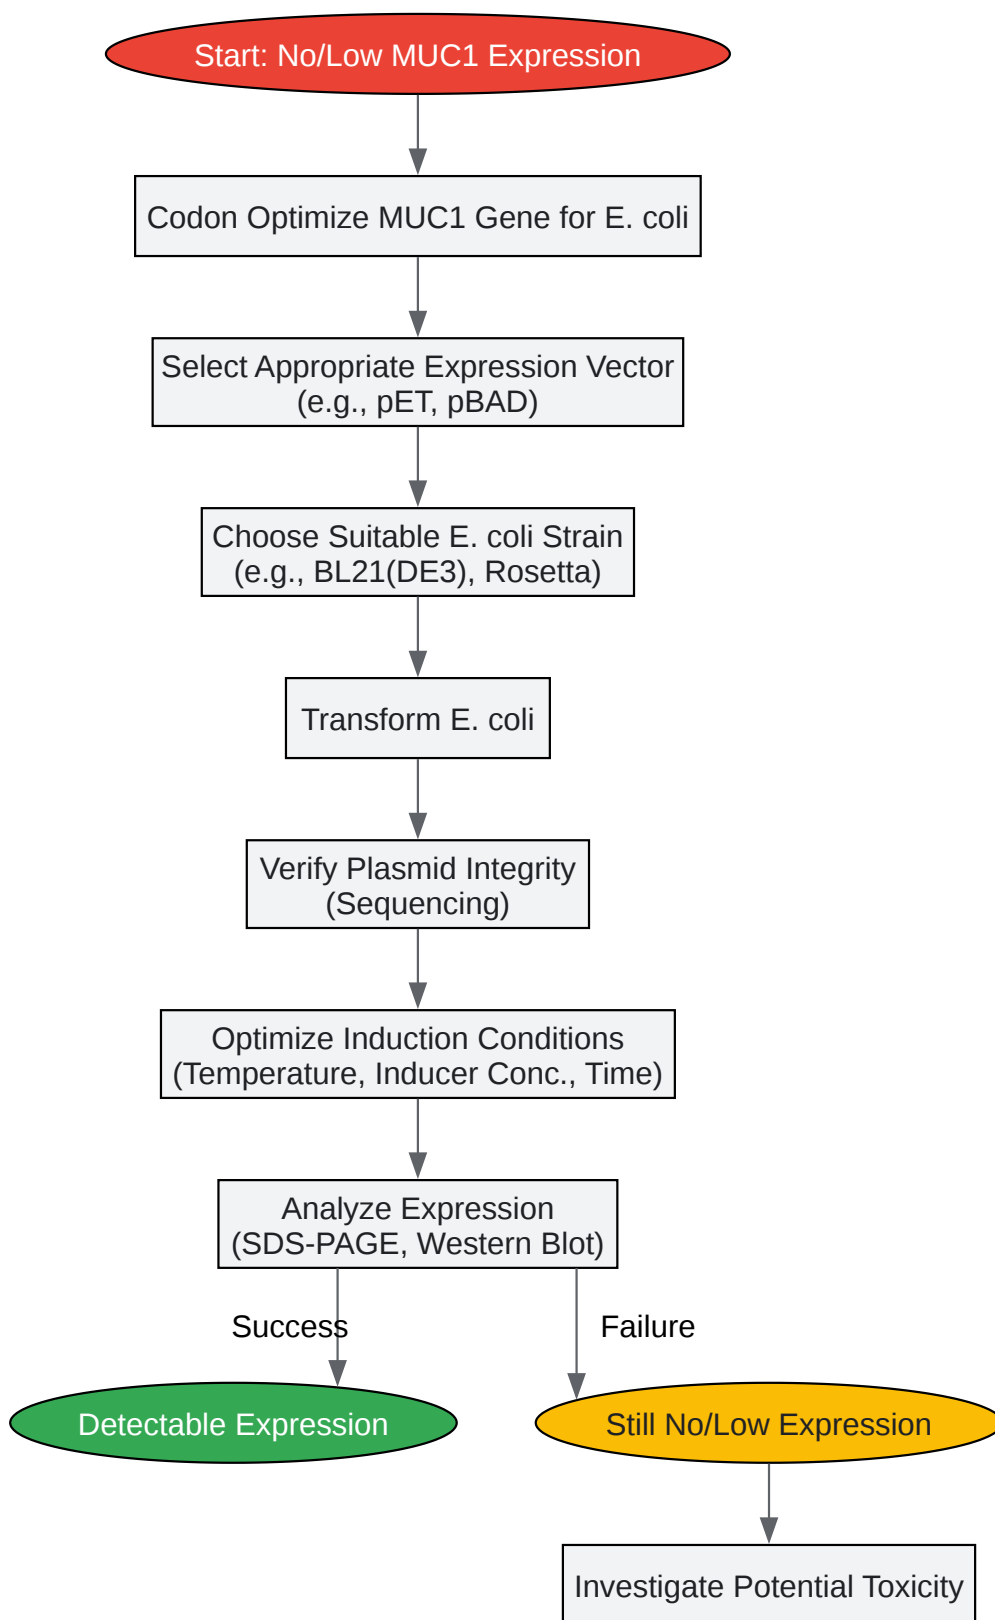 Start: No/Low MUC1 Expression
Codon Optimize MUC1 Gene for E. coli
Select Appropriate Expression Vector
(e.g., pET, pBAD)
Choose Suitable E. coli Strain
(e.g., BL21(DE3), Rosetta)
Transform E. coli
Verify Plasmid Integrity
(Sequencing)
Optimize Induction Conditions
(Temperature, Inducer Conc., Time)
Analyze Expression
(SDS-PAGE, Western Blot)
Success
Failure
Detectable Expression
Still No/Low Expression
Investigate Potential Toxicity